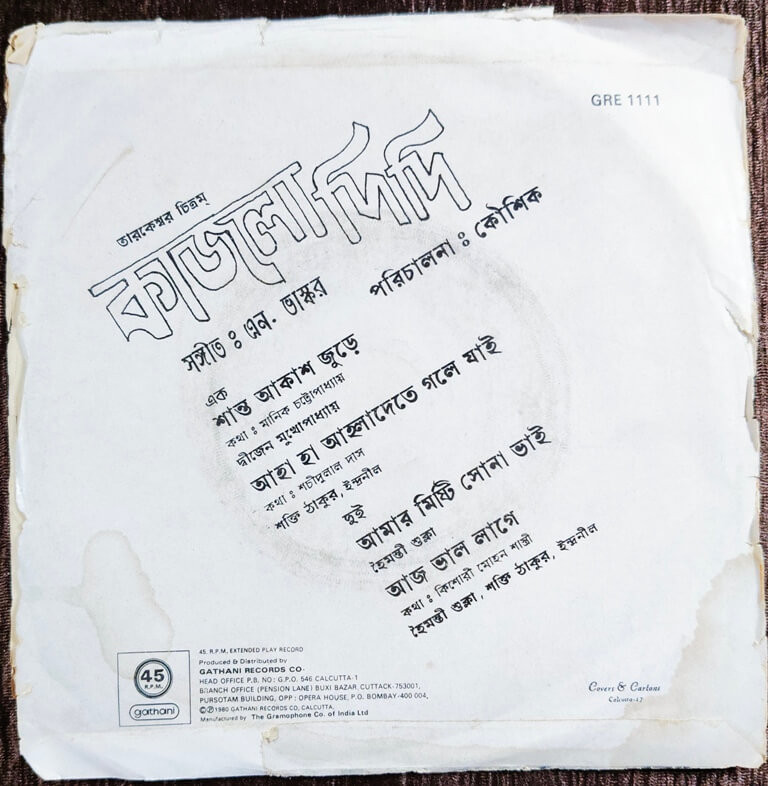 GRE 1111
তারকেশ্বর চিত্রম্
কাজলা দিদি
সঙ্গীত : এন. ভাস্কর পরিচালনা : কৌশিক
এক
শান্ত আকাশ জুড়ে
কথা : মানিক চট্টোপাধ্যায়
দ্বীজেন মুখোপাধ্যায়
আহা হা আহ্লাদেতে গলে যাই
কথা : শচীদুলাল দাস
শক্তি ঠাকুর, ইন্দ্রনীল
দুই
আমার মিষ্টি সোনা ভাই
হৈমন্তী শুক্লা
আজ ভাল লাগে
কথা : কিশোরী মোহন শাস্ত্রী
হৈমন্তী শুক্লা, শক্তি ঠাকুর, ইন্দ্রনীল
45 R.P.M.
gathani
45. R.P.M. EXTENDED PLAY RECORD
Produced & Distributed by
GATHANI RECORDS CO.
HEAD OFFICE P.B. NO: G.P.O. 546 CALCUTTA-1
BRANCH OFFICE (PENSION LANE) BUXI BAZAR, CUTTACK-753001,
PURSOTAM BUILDING, OPP : OPERA HOUSE, P.O. BOMBAY-400 004,
©℗1980 GATHANI RECORDS CO, CALCUTTA.
Manufactured by The Gramophone Co. of India Ltd
Covers & Cartons
Calcutta-17